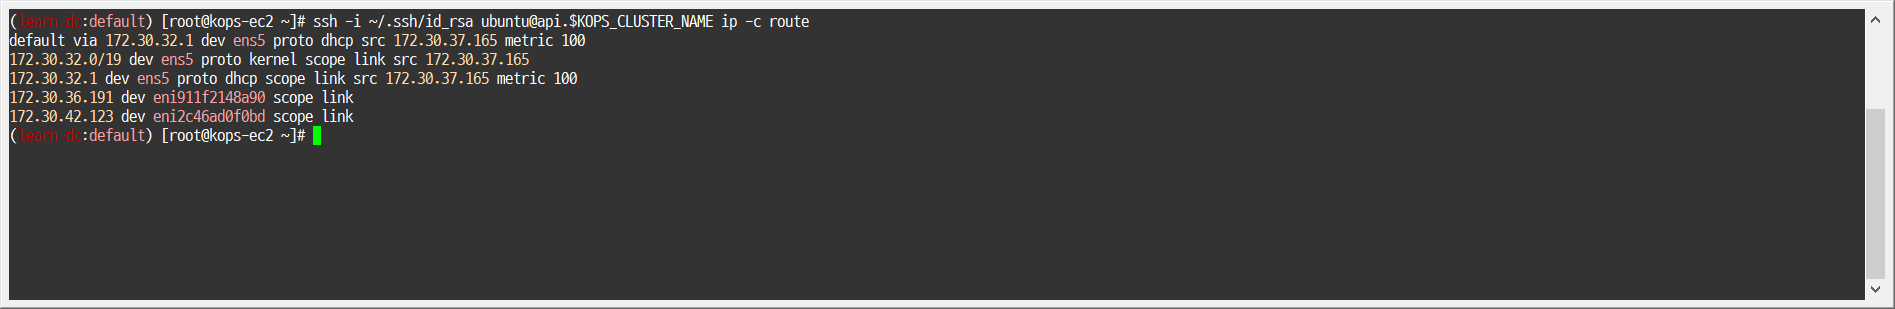 (learn-dc:default) [root@kops-ec2 ~]# ssh -i ~/.ssh/id_rsa ubuntu@api.$KOPS_CLUSTER_NAME ip -c route
default via 172.30.32.1 dev ens5 proto dhcp src 172.30.37.165 metric 100
172.30.32.0/19 dev ens5 proto kernel scope link src 172.30.37.165
172.30.32.1 dev ens5 proto dhcp scope link src 172.30.37.165 metric 100
172.30.36.191 dev eni911f2148a90 scope link
172.30.42.123 dev eni2c46ad0f0bd scope link
(learn-dc:default) [root@kops-ec2 ~]#